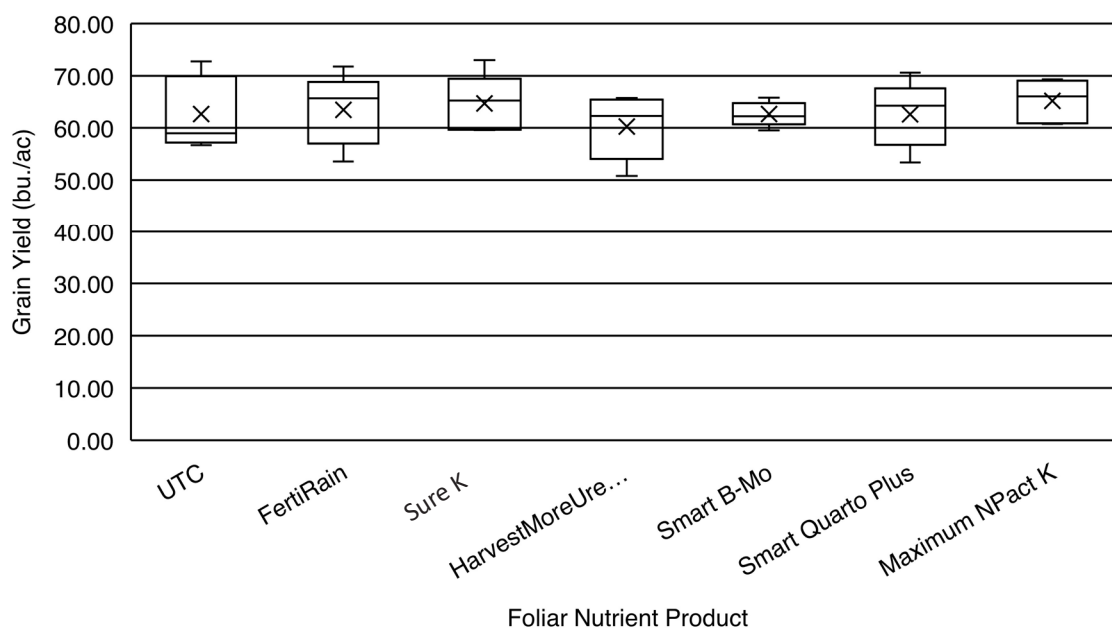 80.00
70.00
60.00
50.00
40.00
30.00
20.00
10.00
0.00
Grain Yield (bu./ac)
UTC
FertiRain
Sure K
HarvestMoreUre...
Smart B-Mo
Smart Quarto Plus
Maximum NPact K
Foliar Nutrient Product